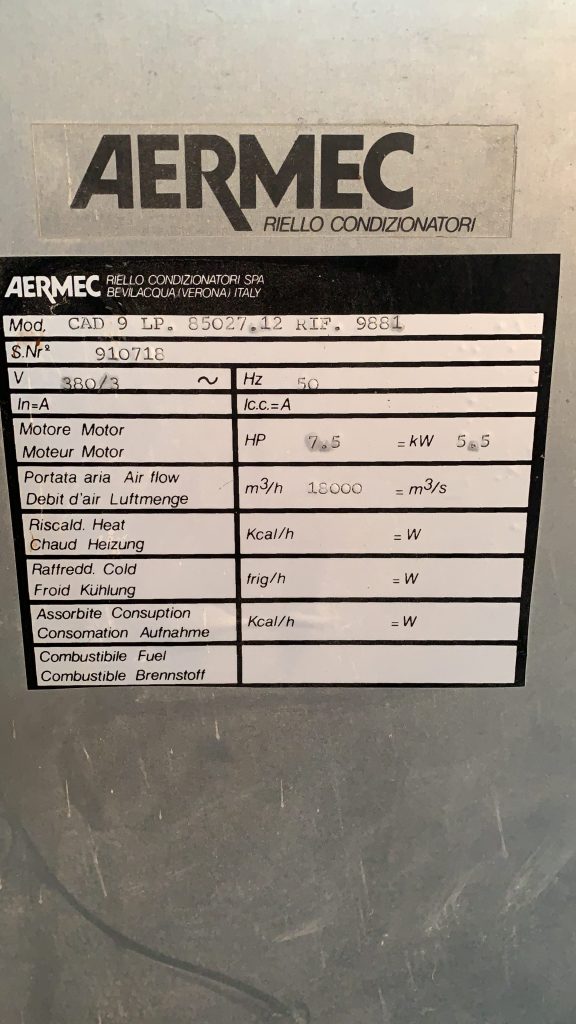 AERMEC
RIELLO CONDIZIONATORI
AERMEC RIELLO CONDIZIONATORI SPA
BEVILACQUA (VERONA) ITALY
Mod. CAD 9 LP. 85027.12 RIF. 9881
S.Nrº 910718
V 380/3 ~ Hz 50
In=A Ic.c.=A
Motore Motor
Moteur Motor
HP 7.5 = kW 5.5
Portata aria Air flow
Debit d'air Luftmenge
m3/h 18000 = m3/s
Riscald. Heat
Chaud Heizung
Kcal/h = W
Raffredd. Cold
Froid Kühlung
frig/h = W
Assorbite Consuption
Consomation Aufnahme
Kcal/h = W
Combustibile Fuel
Combustible Brennstoff